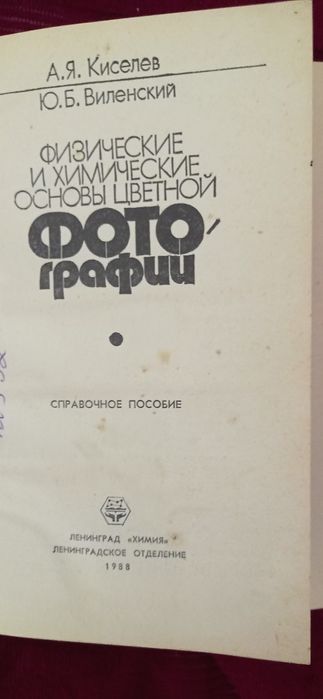 А.Я. Киселев
Ю.Б. Виленский
ФИЗИЧЕСКИЕ
И ХИМИЧЕСКИЕ
ОСНОВЫ ЦВЕТНОЙ
ФОТО
графии
СПРАВОЧНОЕ ПОСОБИЕ
ЛЕНИНГРАД «ХИМИЯ»
ЛЕНИНГРАДСКОЕ ОТДЕЛЕНИЕ
1988